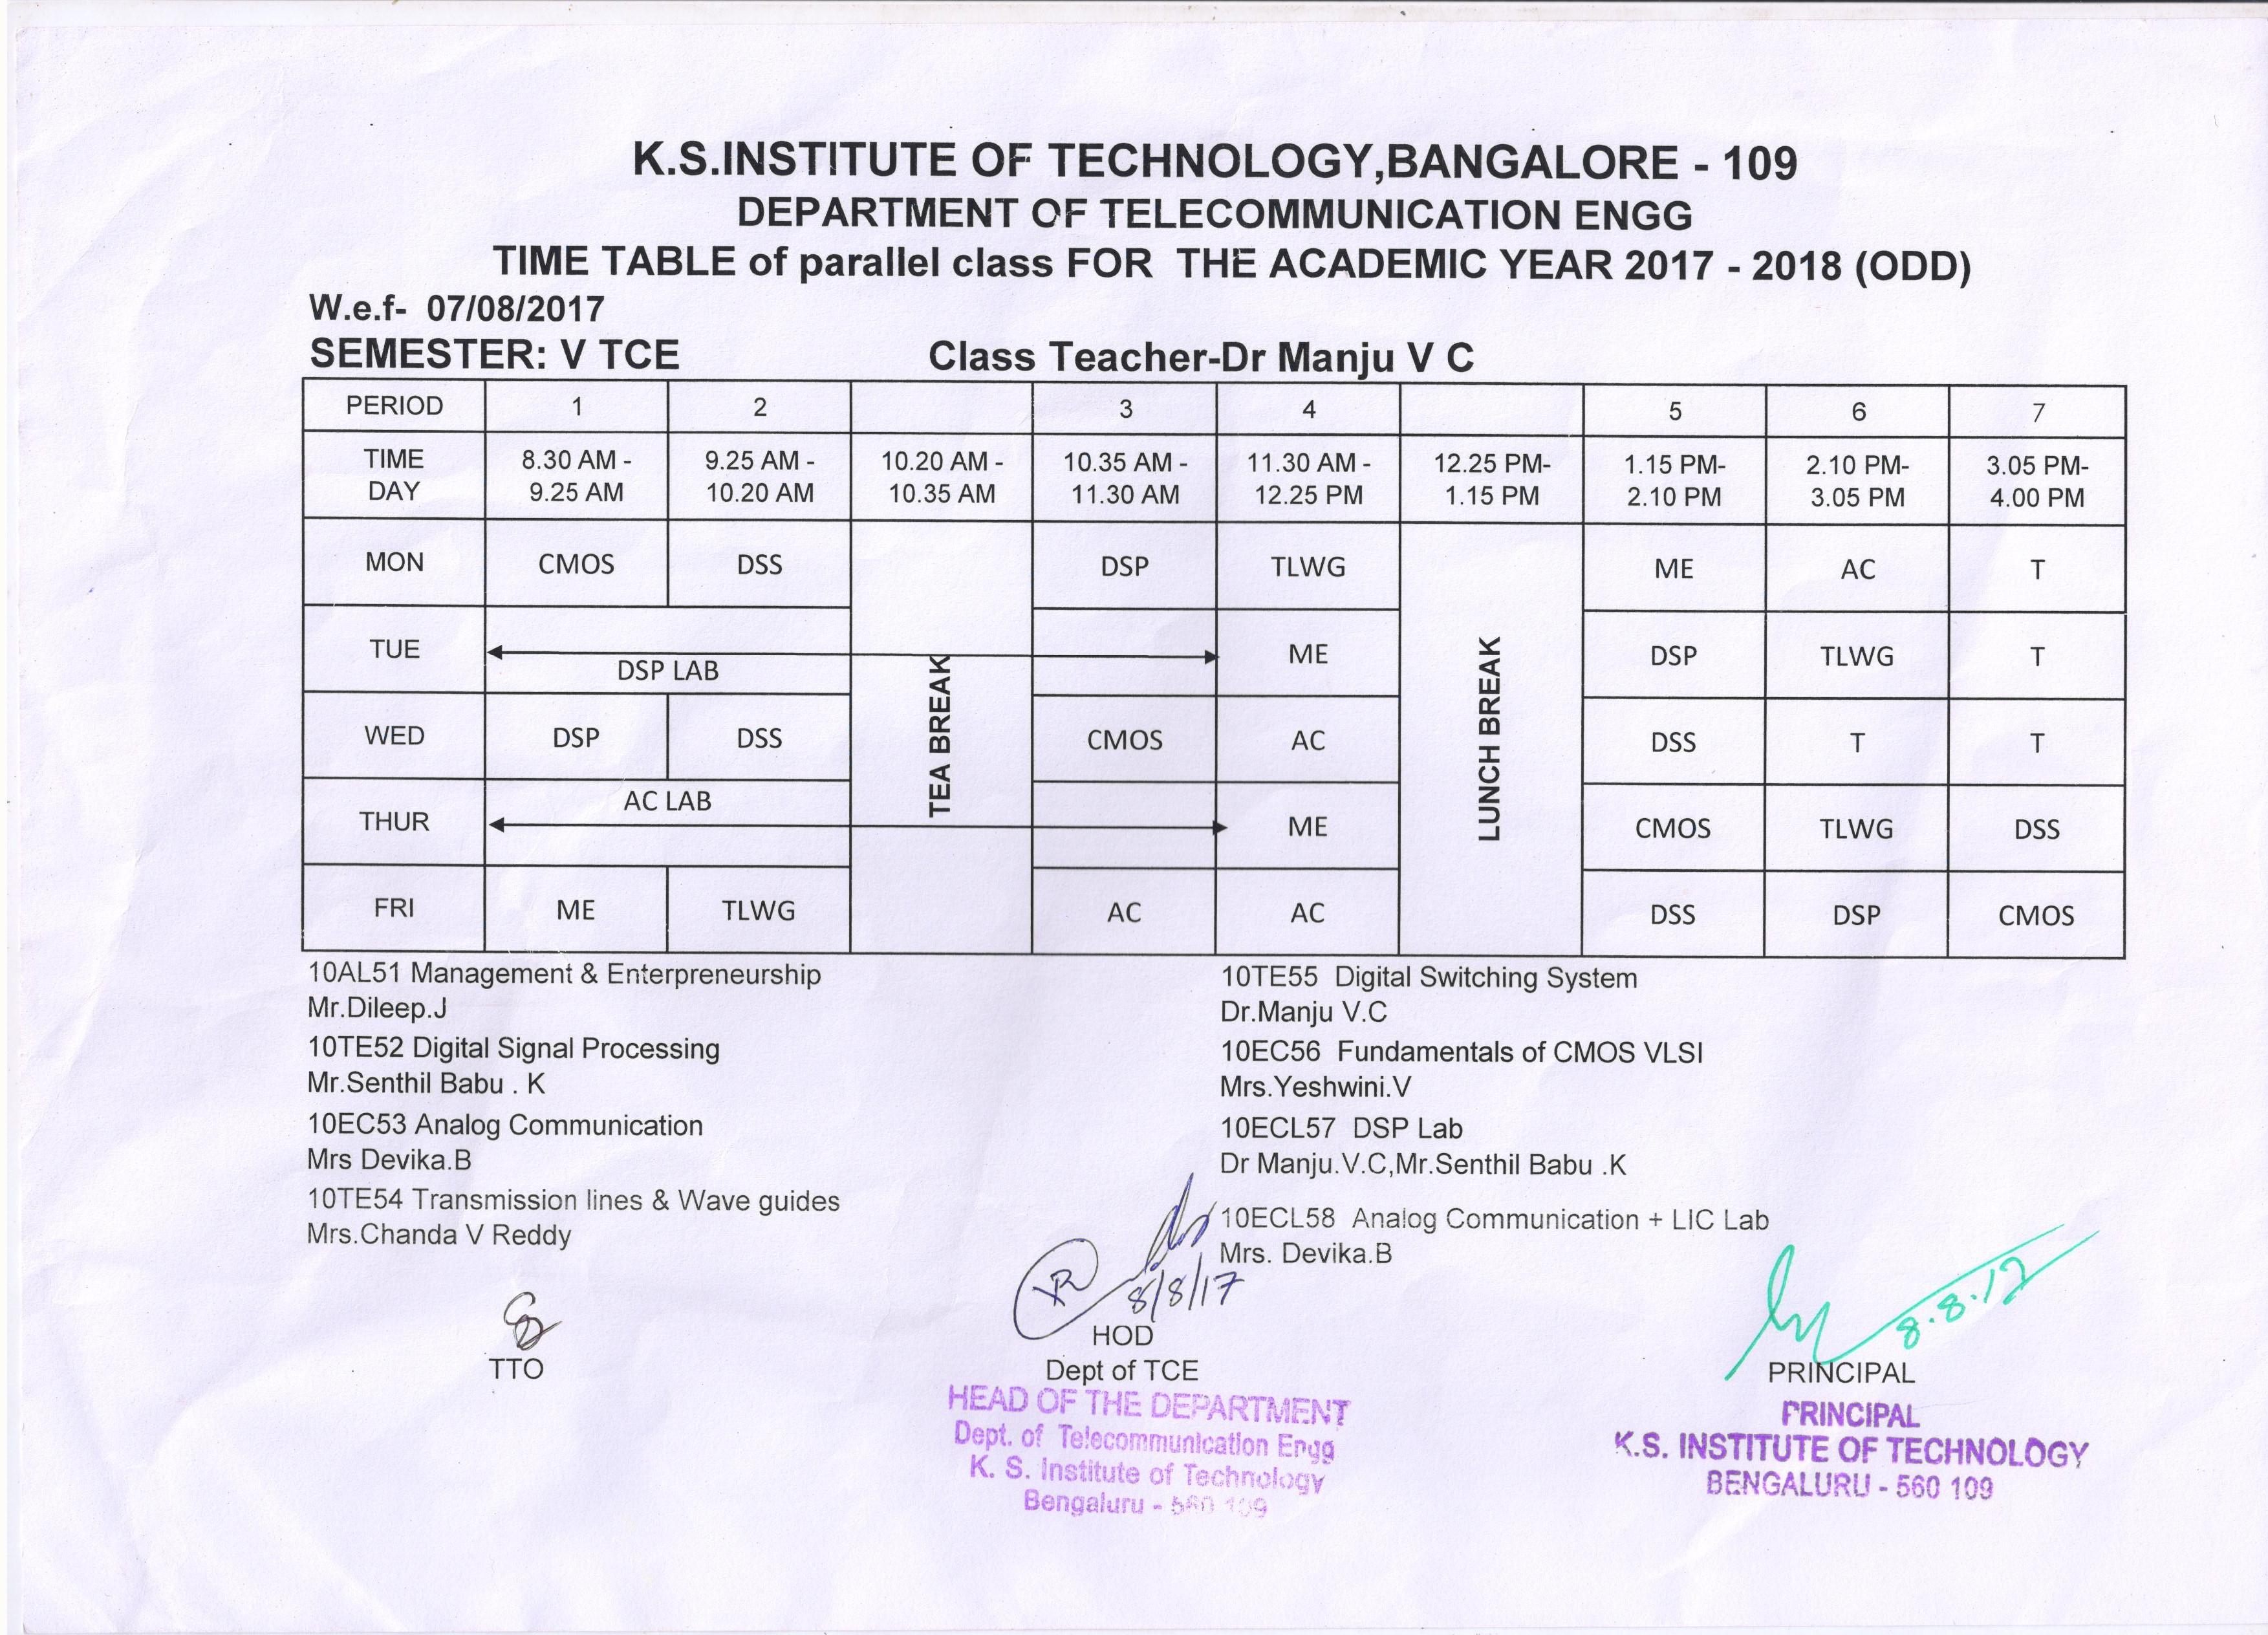 K.S.INSTITUTE OF TECHNOLOGY,BANGALORE - 109
DEPARTMENT OF TELECOMMUNICATION ENGG
TIME TABLE of parallel class FOR THE ACADEMIC YEAR 2017 - 2018 (ODD)
W.e.f- 07/08/2017
SEMESTER: V TCE Class Teacher-Dr Manju V C
PERIOD 1 2 3 4 5 6 7
TIME 8.30 AM - 9.25 AM - 10.20 AM - 10.35 AM - 11.30 AM - 12.25 PM- 1.15 PM- 2.10 PM- 3.05 PM-
DAY 9.25 AM 10.20 AM 10.35 AM 11.30 AM 12.25 PM 1.15 PM 2.10 PM 3.05 PM 4.00 PM
MON CMOS DSS DSP TLWG ME AC T
TUE DSP LAB ME DSP TLWG T
TEA BREAK
LUNCH BREAK
WED DSP DSS CMOS AC DSS T T
THUR AC LAB ME CMOS TLWG DSS
FRI ME TLWG AC AC DSS DSP CMOS
10AL51 Management & Enterpreneurship
Mr.Dileep.J
10TE52 Digital Signal Processing
Mr.Senthil Babu . K
10EC53 Analog Communication
Mrs Devika.B
10TE54 Transmission lines & Wave guides
Mrs.Chanda V Reddy
10TE55 Digital Switching System
Dr.Manju V.C
10EC56 Fundamentals of CMOS VLSI
Mrs.Yeshwini.V
10ECL57 DSP Lab
Dr Manju.V.C,Mr.Senthil Babu .K
10ECL58 Analog Communication + LIC Lab
Mrs. Devika.B
TTO
8/8/17
HOD
Dept of TCE
HEAD OF THE DEPARTMENT
Dept. of Telecommunication Engg
K. S. Institute of Technology
Bengaluru - 560 109
8.8.17
PRINCIPAL
PRINCIPAL
K.S. INSTITUTE OF TECHNOLOGY
BENGALURU - 560 109